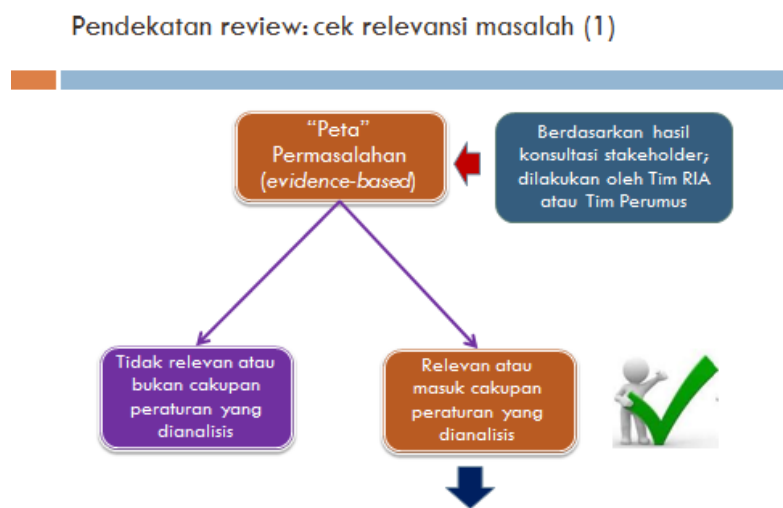 Pendekatan review: cek relevansi masalah (1)
“Peta”
Permasalahan
(evidence-based)
Berdasarkan hasil
konsultasi stakeholder;
dilakukan oleh Tim RIA
atau Tim Perumus
Tidak relevan atau
bukan cakupan
peraturan yang
dianalisis
Relevan atau
masuk cakupan
peraturan yang
dianalisis